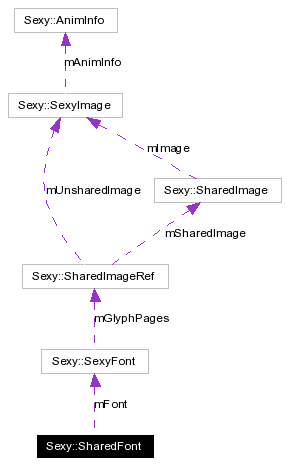 Sexy::AnimInfo
mAnimInfo
Sexy::SexyImage
mImage
mUnsharedImage
Sexy::SharedImage
mSharedImage
Sexy::SharedImageRef
mGlyphPages
Sexy::SexyFont
mFont
Sexy::SharedFont